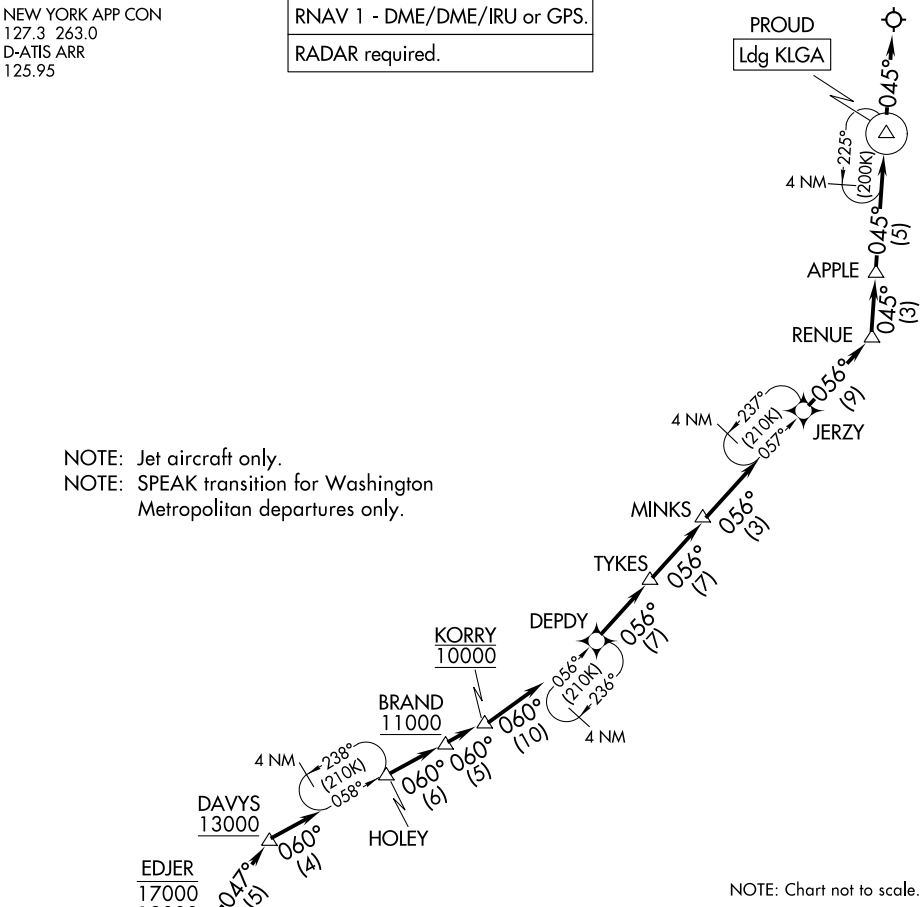 NEW YORK APP CON
127.3 263.0
D-ATIS ARR
125.95
RNAV 1 - DME/DME/IRU or GPS.
RADAR required.
PROUD
Ldg KLGA
045°
225°
(200K)
4 NM
045°
(5)
APPLE
045°
(3)
RENUE
056°
(9)
237°
(210K)
057°
4 NM
JERZY
NOTE: Jet aircraft only.
NOTE: SPEAK transition for Washington
Metropolitan departures only.
MINKS
056°
(3)
TYKES
056°
(7)
DEPDY
056°
(7)
056°
(210K)
236°
4 NM
KORRY
10000
060°
(10)
BRAND
11000
060°
(5)
060°
(6)
4 NM
238°
(210K)
058°
HOLEY
DAVYS
13000
060°
(4)
EDJER
17000
047°
(5)
NOTE: Chart not to scale.